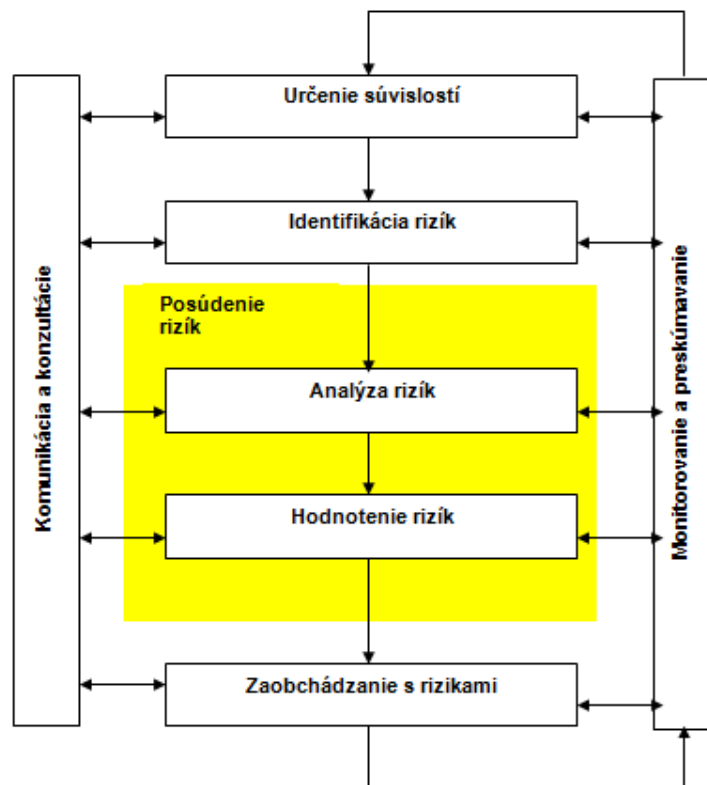 Určenie súvislostí
Identifikácia rizík
Posúdenie
rizík
Analýza rizík
Hodnotenie rizík
Zaobchádzanie s rizikami
Komunikácia a konzultácie
Monitorovanie a preskúmavanie